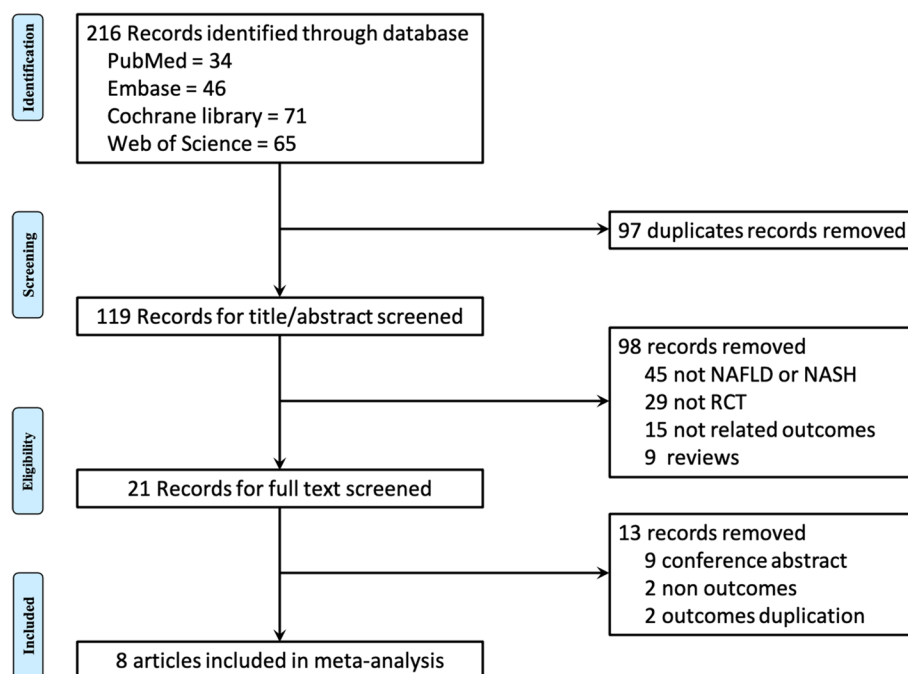 Identification
216 Records identified through database
PubMed = 34
Embase = 46
Cochrane library = 71
Web of Science = 65
Screening
97 duplicates records removed
119 Records for title/abstract screened
98 records removed
45 not NAFLD or NASH
29 not RCT
15 not related outcomes
9 reviews
Eligibility
21 Records for full text screened
13 records removed
9 conference abstract
2 non outcomes
2 outcomes duplication
Included
8 articles included in meta-analysis